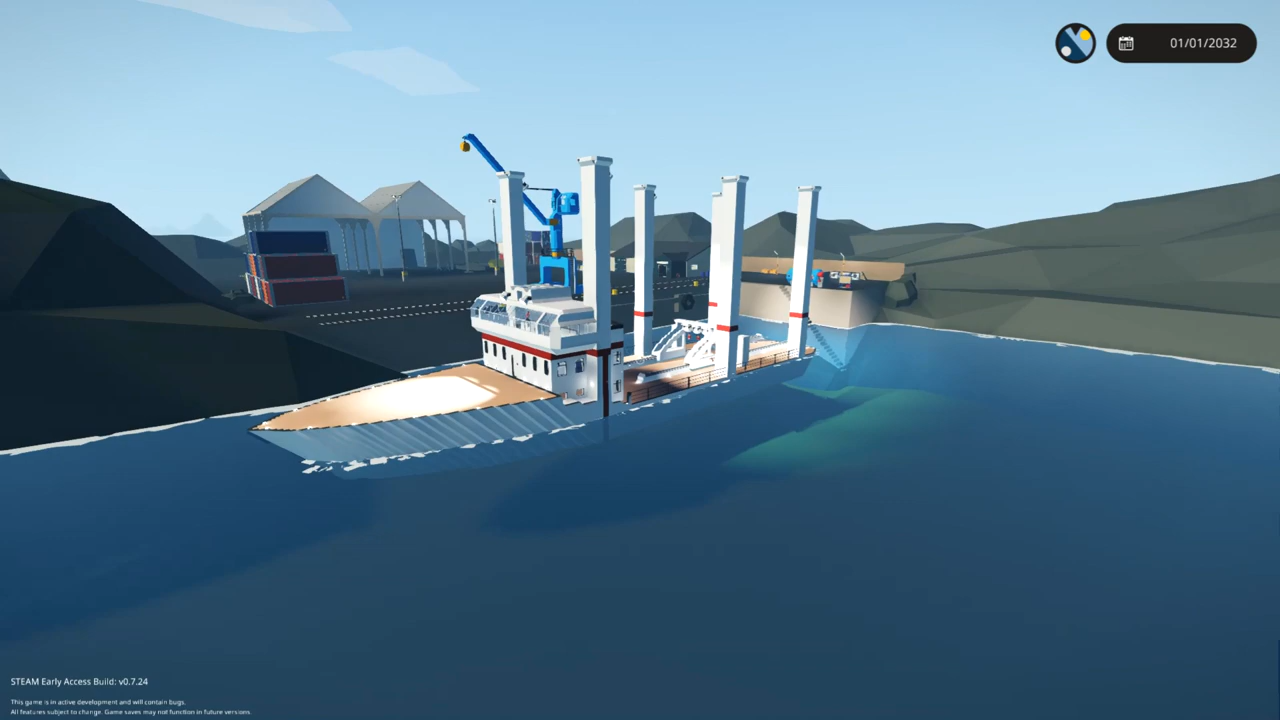 01/01/2032
STEAM Early Access Build: v0.7.24
This game is in active development and will contain bugs.
All features subject to change. Game saves may not function in future versions.